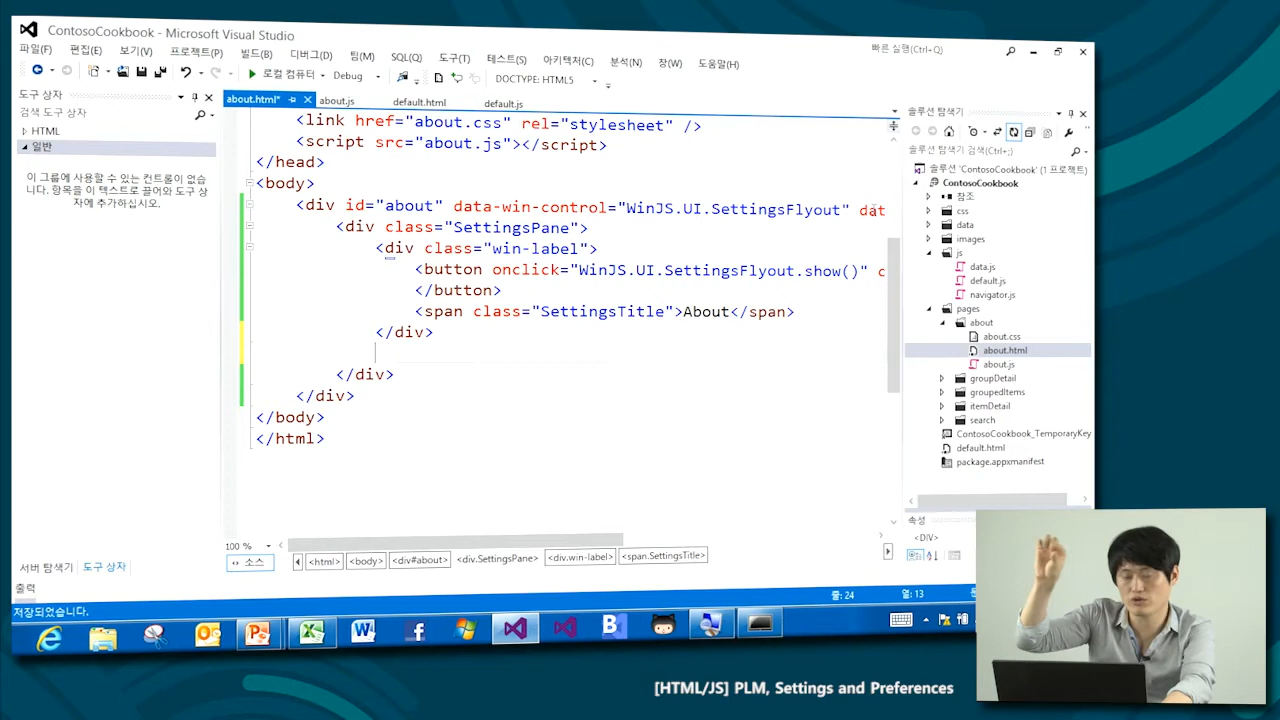 ContosoCookbook - Microsoft Visual Studio
빠른 실행(Ctrl+Q)
파일(F) 편집(E) 보기(V) 프로젝트(P) 빌드(B) 디버그(D) 팀(M) SQL(Q) 도구(T) 테스트(S) 아키텍처(C) 분석(N) 창(W) 도움말(H)
로컬 컴퓨터 Debug DOCTYPE: HTML5
도구 상자
검색 도구 상자
HTML
일반
이 그룹에 사용할 수 있는 컨트롤이 없습
니다. 항목을 이 텍스트로 끌어와 도구 상
자에 추가하십시오.
서버 탐색기 도구 상자
출력
about.html* about.js default.html default.js
<link href="about.css" rel="stylesheet" />
<script src="about.js"></script>
</head>
<body>
<div id="about" data-win-control="WinJS.UI.SettingsFlyout" dat
<div class="SettingsPane">
<div class="win-label">
<button onclick="WinJS.UI.SettingsFlyout.show()" c
</button>
<span class="SettingsTitle">About</span>
</div>
</div>
</div>
</body>
</html>
100 %
소스 <html> <body> <div#about> <div.SettingsPane> <div.win-label> <span.SettingsTitle>
솔루션 탐색기
솔루션 탐색기 검색(Ctrl+;)
솔루션 'ContosoCookbook' (1 프로젝트)
ContosoCookbook
참조
css
data
images
js
data.js
default.js
navigator.js
pages
about
about.css
about.html
about.js
groupDetail
groupedItems
itemDetail
search
ContosoCookbook_TemporaryKey
default.html
package.appxmanifest
속성
<DIV>
저장되었습니다.
줄: 24 열: 13
[HTML/JS] PLM, Settings and Preferences